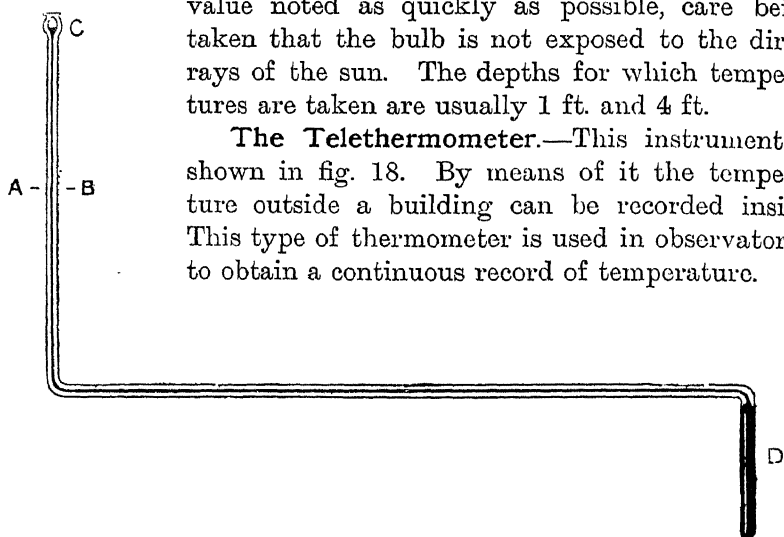 value noted as quickly as possible, care bei
taken that the bulb is not exposed to the dir
rays of the sun. The depths for which tempe
tures are taken are usually 1 ft. and 4 ft.
The Telethermometer.—This instrument
shown in fig. 18. By means of it the tempe
ture outside a building can be recorded insi
This type of thermometer is used in observator
to obtain a continuous record of temperature.
C
A - - B
D